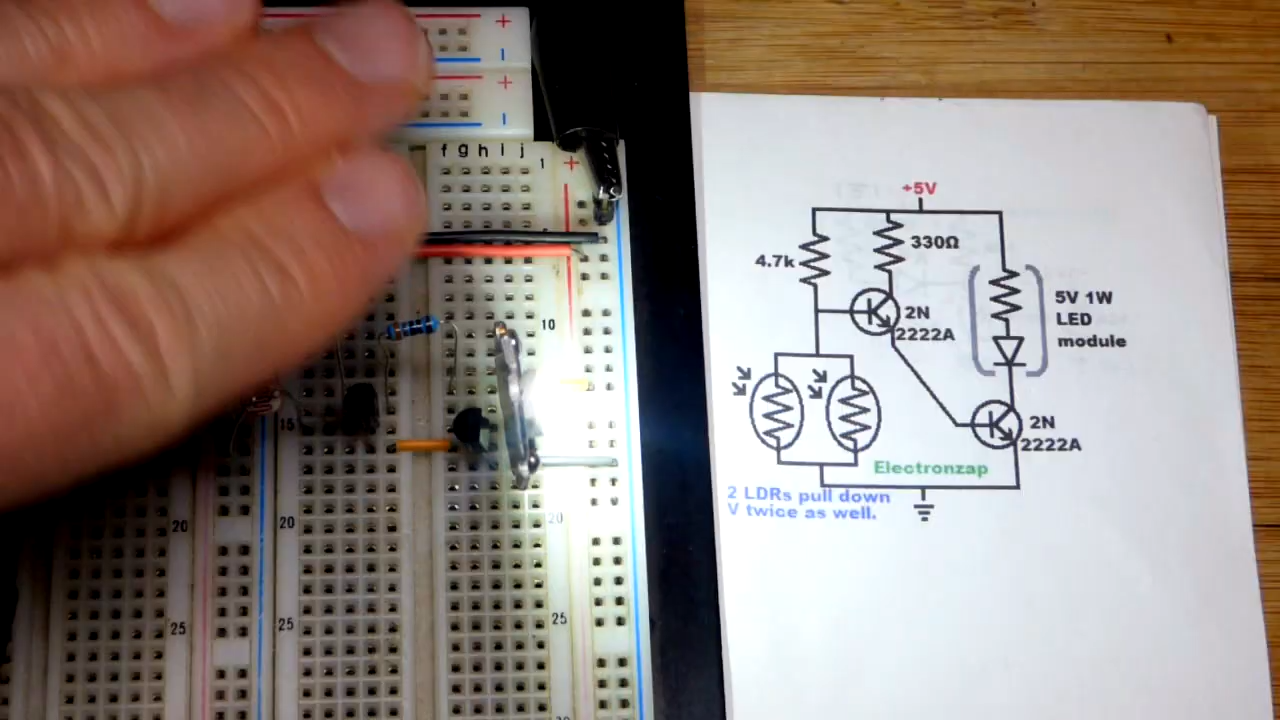 +
+
f g h i j
1
+
10
15
20
20
20
25
25
25
30
+5V
330Ω
4.7k
2N
2222A
5V 1W
LED
module
2N
2222A
Electronzap
2 LDRs pull down
V twice as well.